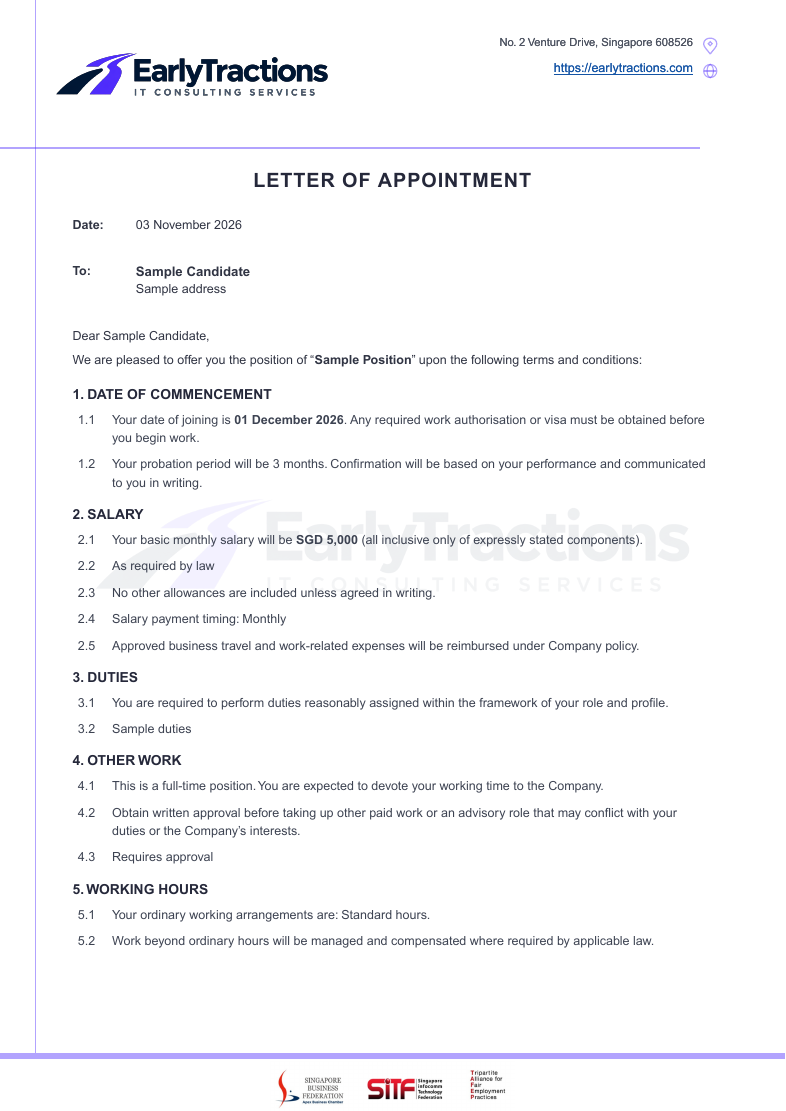 EarlyTractions
IT CONSULTING SERVICES
No. 2 Venture Drive, Singapore 608526
https://earlytractions.com
LETTER OF APPOINTMENT
Date: 03 November 2026
To: Sample Candidate
Sample address
Dear Sample Candidate,
We are pleased to offer you the position of “Sample Position” upon the following terms and conditions:
1. DATE OF COMMENCEMENT
1.1 Your date of joining is 01 December 2026. Any required work authorisation or visa must be obtained before
you begin work.
1.2 Your probation period will be 3 months. Confirmation will be based on your performance and communicated
to you in writing.
EarlyTractions
IT CONSULTING SERVICES
2. SALARY
2.1 Your basic monthly salary will be SGD 5,000 (all inclusive only of expressly stated components).
2.2 As required by law
2.3 No other allowances are included unless agreed in writing.
2.4 Salary payment timing: Monthly
2.5 Approved business travel and work-related expenses will be reimbursed under Company policy.
3. DUTIES
3.1 You are required to perform duties reasonably assigned within the framework of your role and profile.
3.2 Sample duties
4. OTHER WORK
4.1 This is a full-time position. You are expected to devote your working time to the Company.
4.2 Obtain written approval before taking up other paid work or an advisory role that may conflict with your
duties or the Company’s interests.
4.3 Requires approval
5. WORKING HOURS
5.1 Your ordinary working arrangements are: Standard hours.
5.2 Work beyond ordinary hours will be managed and compensated where required by applicable law.
SINGAPORE
BUSINESS
FEDERATION
Apex Business Chamber
SiTF
Singapore
infocomm
Technology
Federation
Tripartite
Alliance for
Fair
Employment
Practices